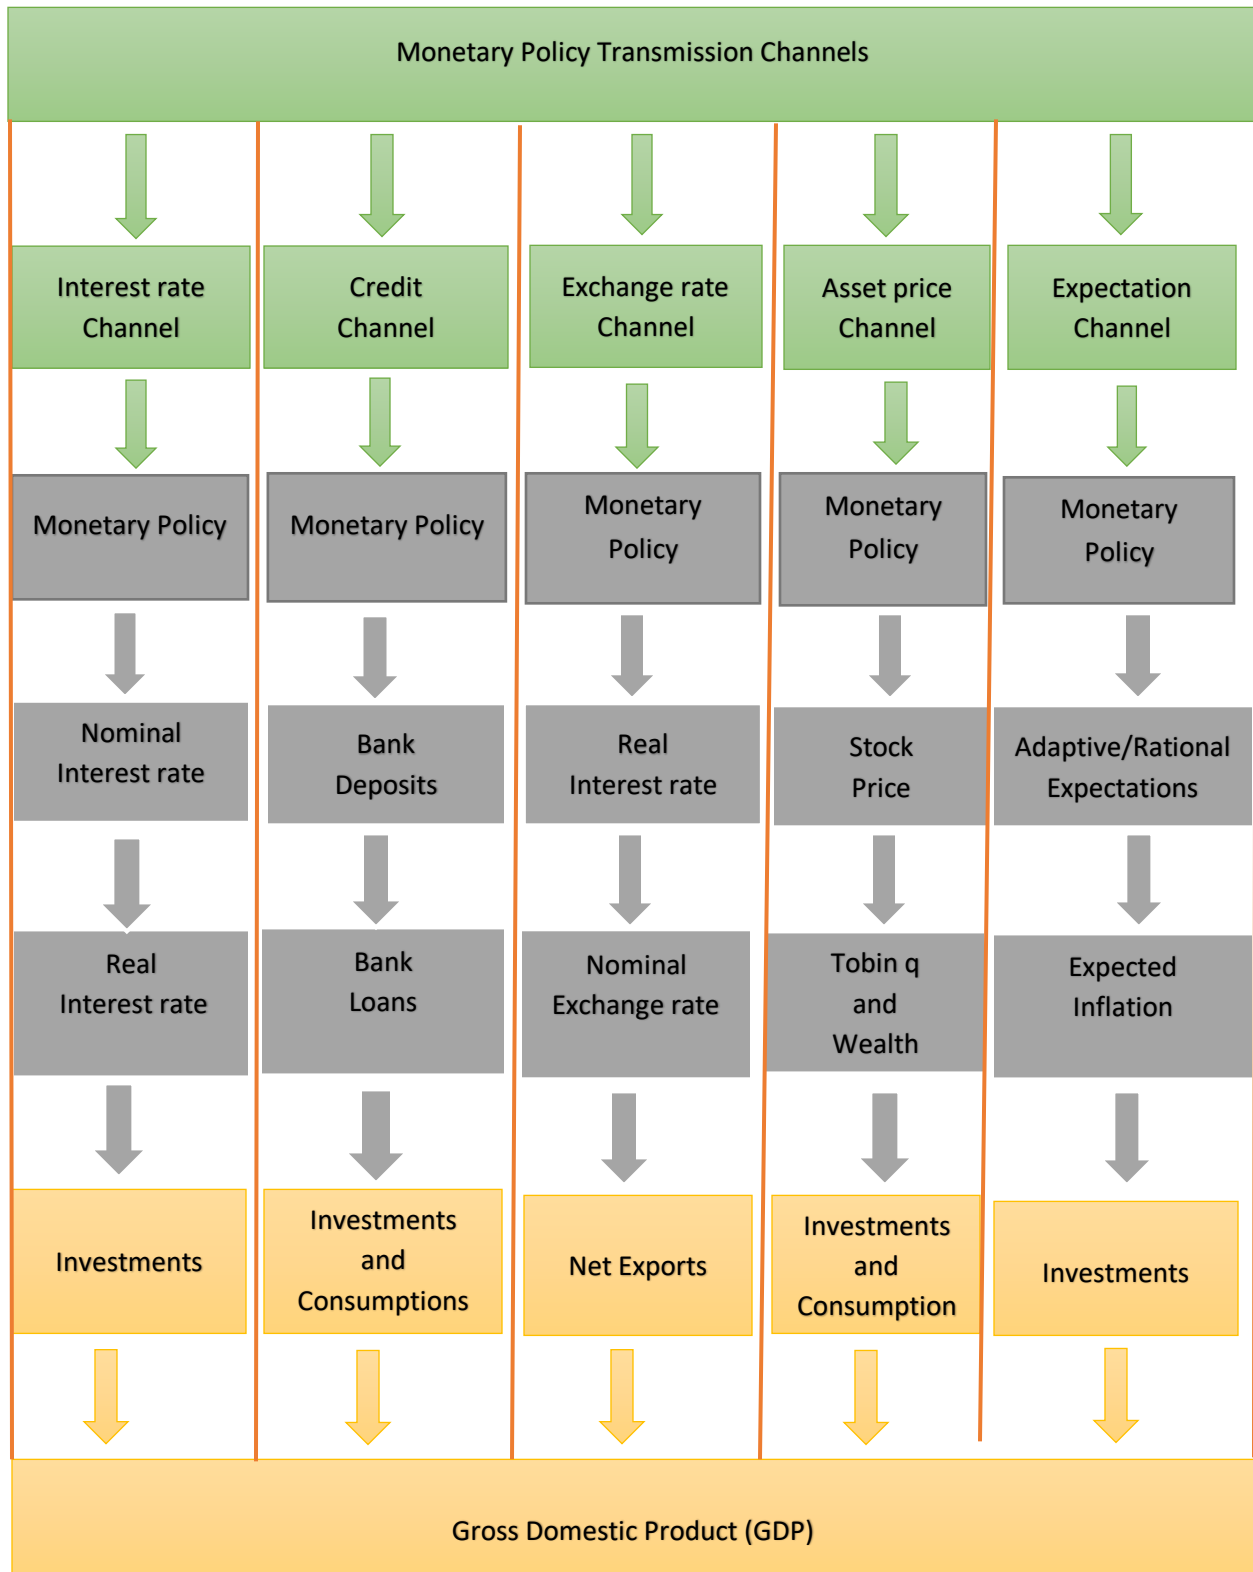 Monetary Policy Transmission Channels
Interest rate
Channel
Credit
Channel
Exchange rate
Channel
Asset price
Channel
Expectation
Channel
Monetary Policy
Monetary Policy
Monetary
Policy
Monetary
Policy
Monetary
Policy
Nominal
Interest rate
Bank
Deposits
Real
Interest rate
Stock
Price
Adaptive/Rational
Expectations
Real
Interest rate
Bank
Loans
Nominal
Exchange rate
Tobin q
and
Wealth
Expected
Inflation
Investments
Investments
and
Consumptions
Net Exports
Investments
and
Consumption
Investments
Gross Domestic Product (GDP)